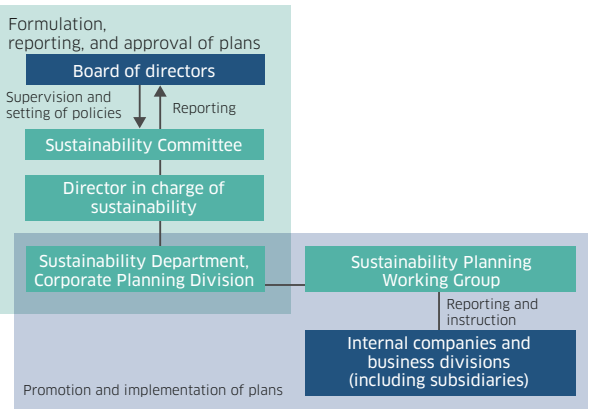 Formulation,
reporting, and approval of plans
Board of directors
Supervision and
setting of policies
Reporting
Sustainability Committee
Director in charge of
sustainability
Sustainability Department,
Corporate Planning Division
Sustainability Planning
Working Group
Reporting and
instruction
Internal companies and
business divisions
(including subsidiaries)
Promotion and implementation of plans